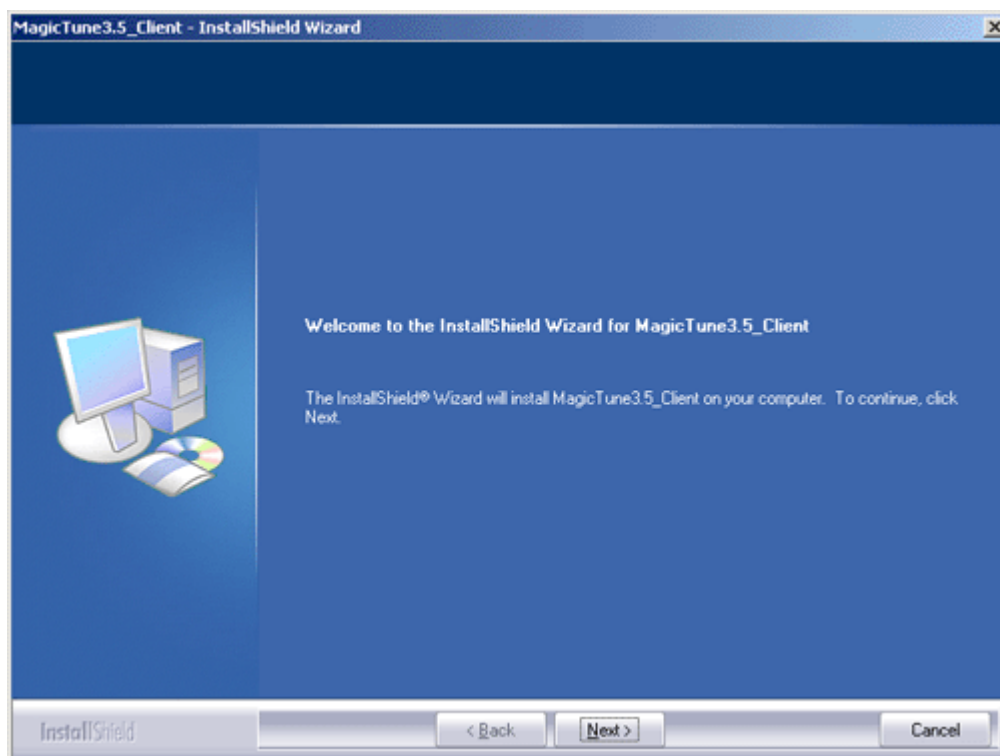 MagicTune3.5_Client - InstallShield Wizard
Welcome to the InstallShield Wizard for MagicTune3.5_Client
The InstallShield® Wizard will install MagicTune3.5_Client on your computer. To continue, click
Next.
InstallShield
< Back
Next >
Cancel